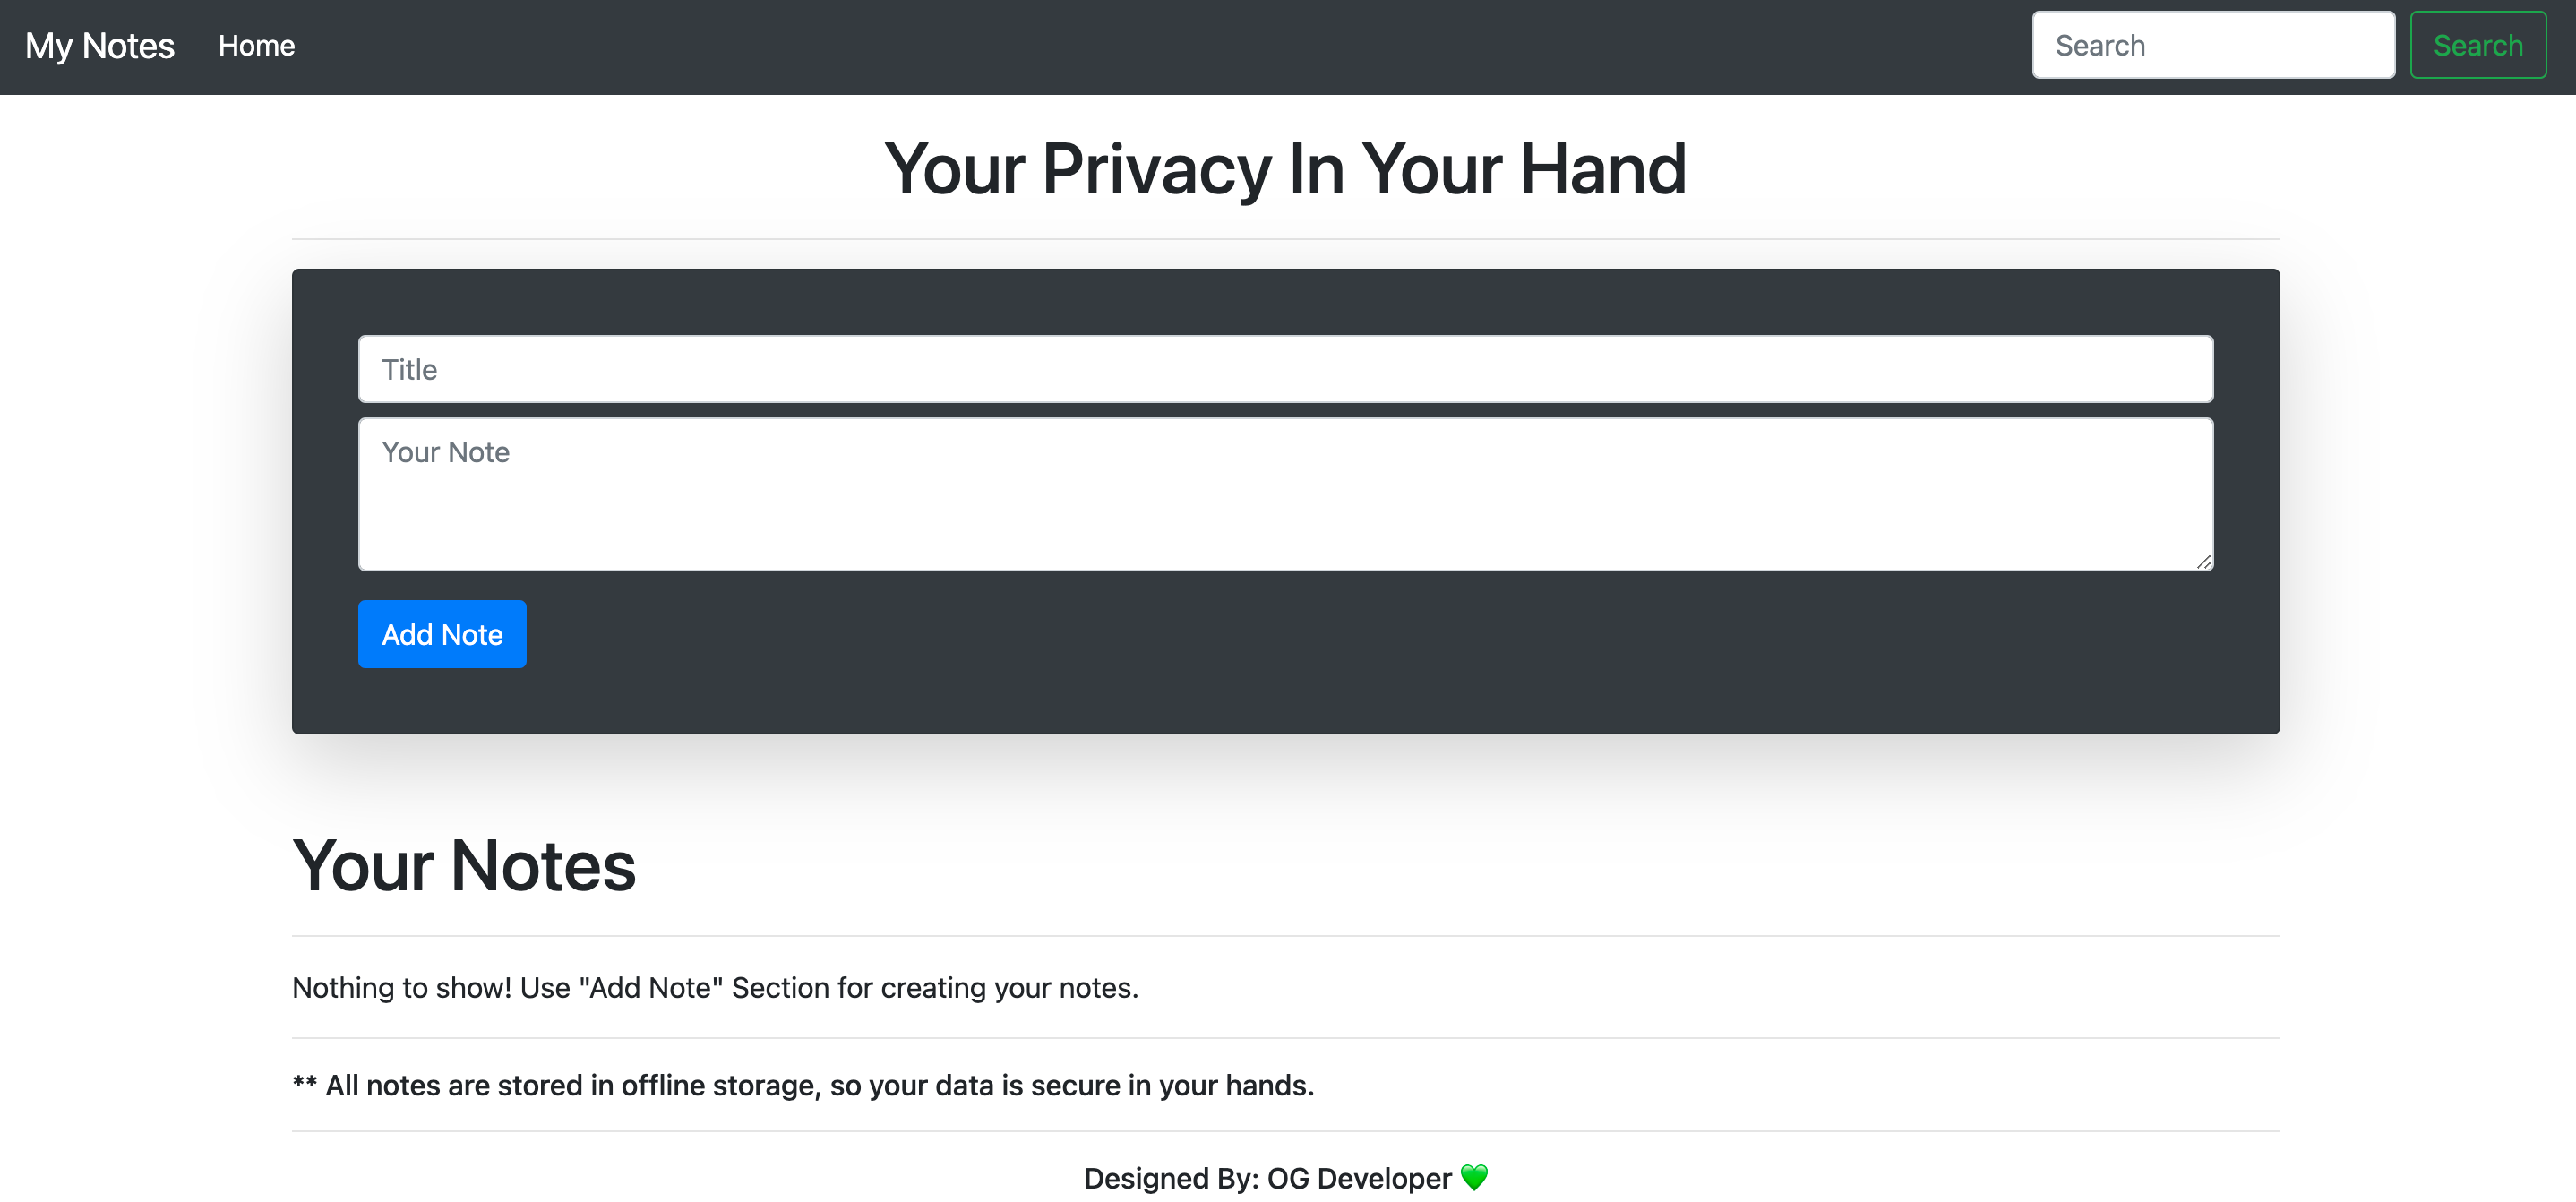 My Notes Home Search Search
Your Privacy In Your Hand
Title
Your Note
Add Note
Your Notes
Nothing to show! Use "Add Note" Section for creating your notes.
** All notes are stored in offline storage, so your data is secure in your hands.
Designed By: OG Developer 💚